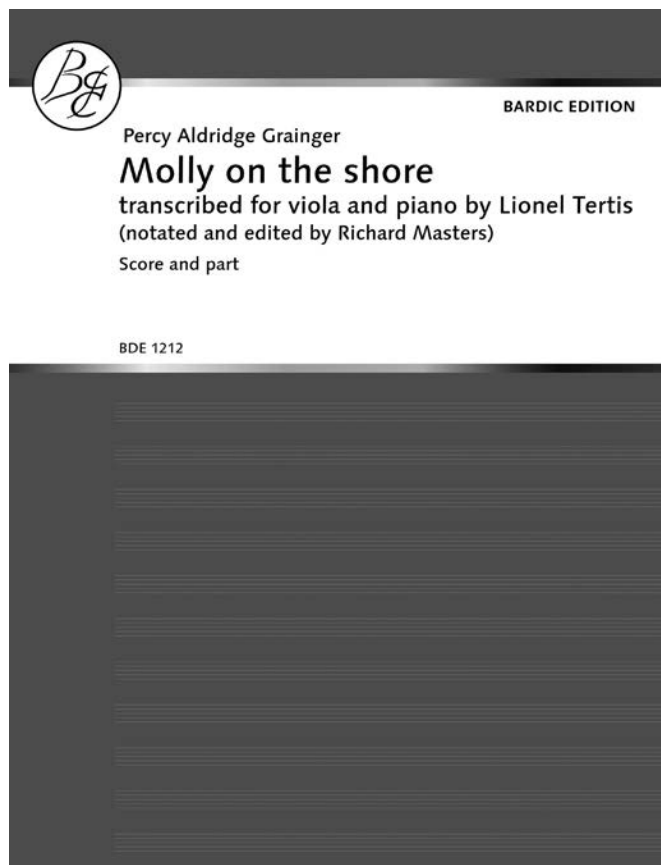 BARDIC EDITION
Percy Aldridge Grainger
Molly on the shore
transcribed for viola and piano by Lionel Tertis
(notated and edited by Richard Masters)
Score and part
BDE 1212